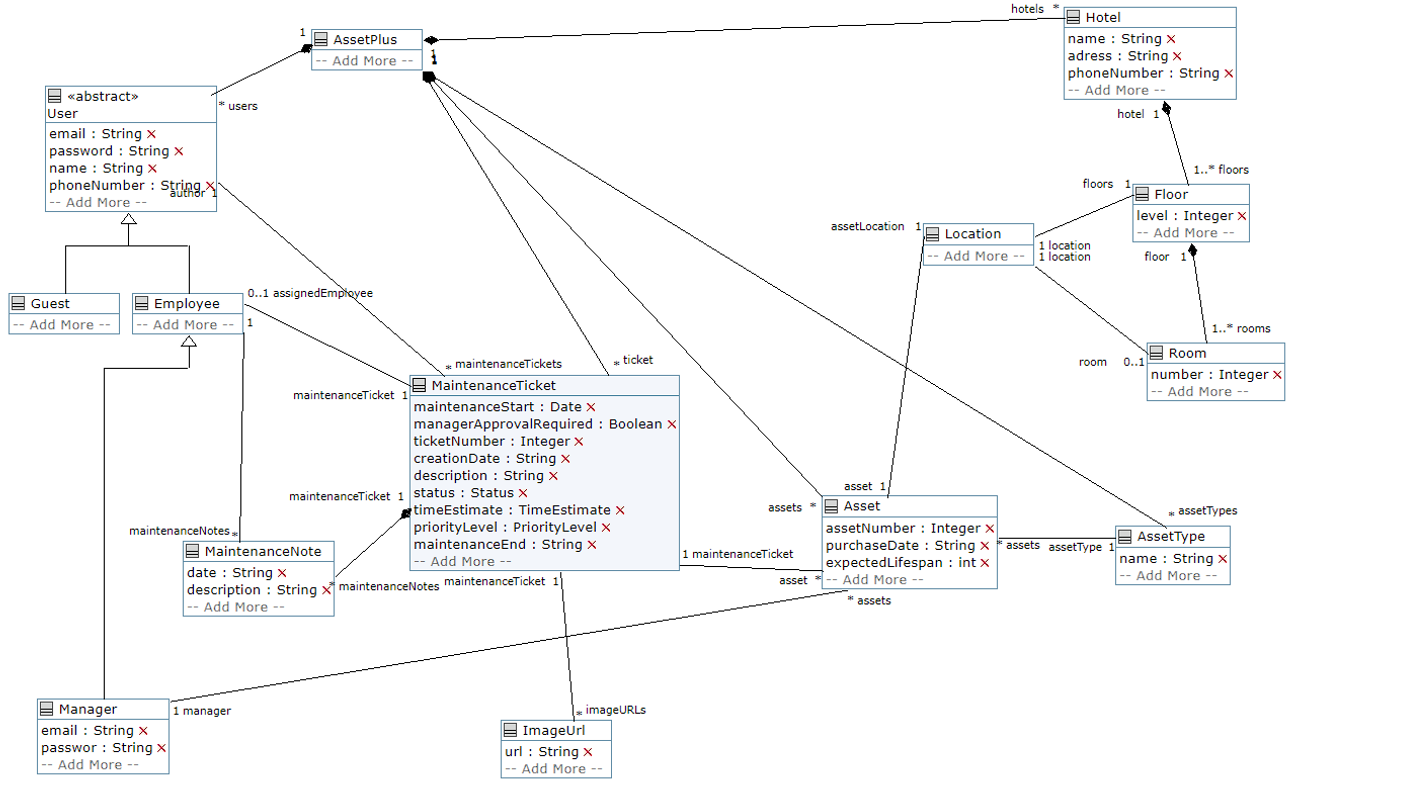 hotels *
Hotel
name : String
adress : String
phoneNumber : String
-- Add More --
1
AssetPlus
-- Add More --
1
«abstract»
User
* users
email : String
password : String
name : String
phoneNumber : String
author 1
-- Add More --
hotel 1
1..* floors
floors 1
Floor
level : Integer
-- Add More --
assetLocation 1
Location
-- Add More --
1 location
1 location
floor 1
Guest
-- Add More --
Employee
-- Add More --
0..1 assignedEmployee
1
1..* rooms
room 0..1
Room
number : Integer
-- Add More --
* maintenanceTickets
* ticket
maintenanceTicket 1
MaintenanceTicket
maintenanceStart : Date
managerApprovalRequired : Boolean
ticketNumber : Integer
creationDate : String
description : String
status : Status
timeEstimate : TimeEstimate
priorityLevel : PriorityLevel
maintenanceEnd : String
-- Add More --
maintenanceTicket 1
asset 1
assets *
Asset
assetNumber : Integer
purchaseDate : String
expectedLifespan : int
-- Add More --
* assetTypes
* assets
assetType 1
AssetType
name : String
-- Add More --
maintenanceNotes *
MaintenanceNote
date : String
description : String
-- Add More --
* maintenanceNotes
maintenanceTicket 1
1 maintenanceTicket
asset *
* assets
Manager
email : String
passwor : String
-- Add More --
1 manager
* imageURLs
ImageUrl
url : String
-- Add More --